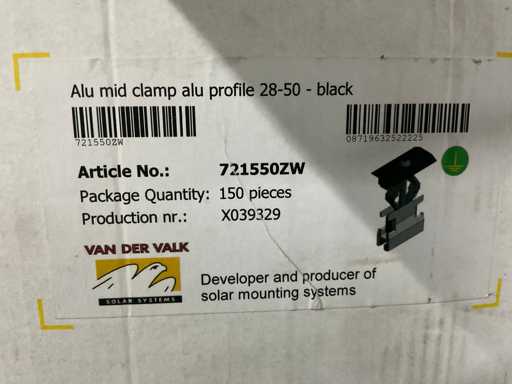 Alu mid clamp alu profile 28-50 - black
721550ZW
08719632522225
Article No.: 721550ZW
Package Quantity: 150 pieces
Production nr.: X039329
VAN DER VALK
SOLAR SYSTEMS
Developer and producer of
solar mounting systems